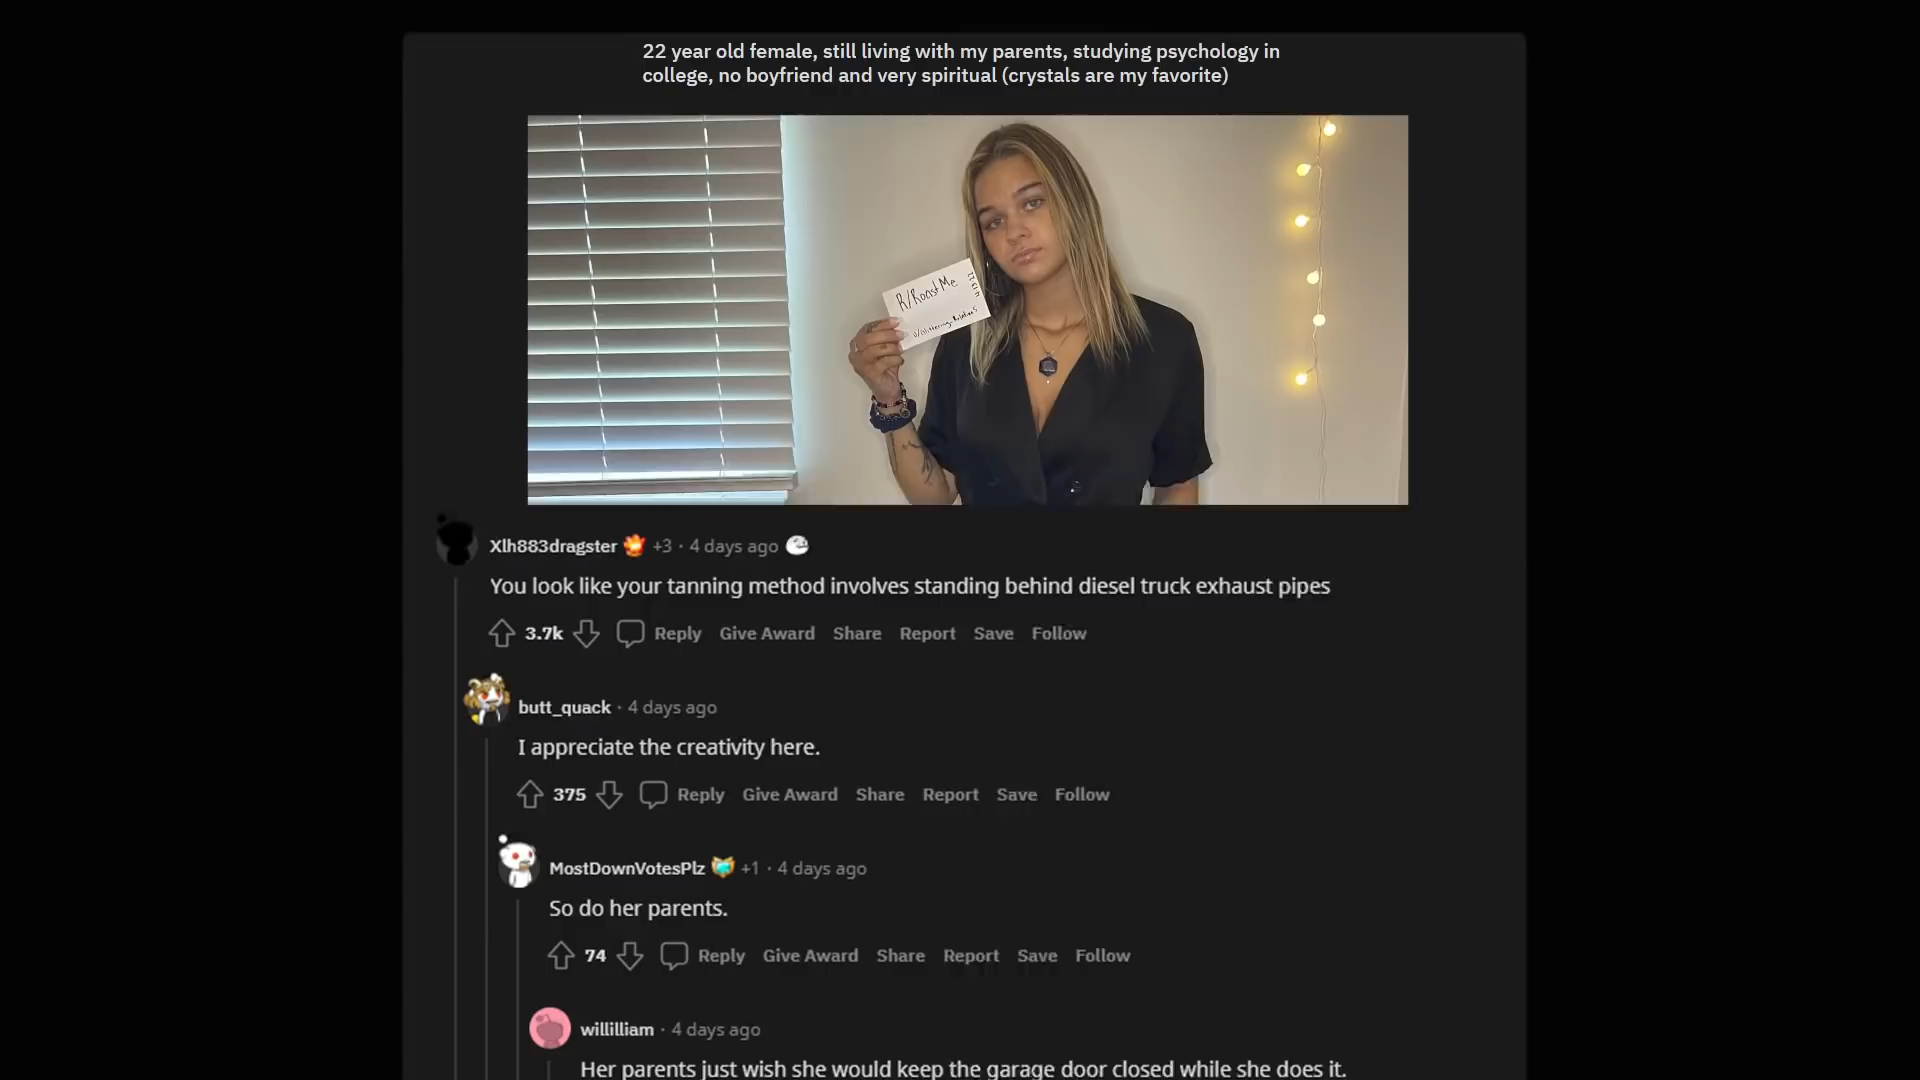 22 year old female, still living with my parents, studying psychology in
college, no boyfriend and very spiritual (crystals are my favorite)
R/RoastMe
Xlh883dragster +3 · 4 days ago
You look like your tanning method involves standing behind diesel truck exhaust pipes
3.7k Reply Give Award Share Report Save Follow
butt_quack · 4 days ago
I appreciate the creativity here.
375 Reply Give Award Share Report Save Follow
MostDownVotesPlz +1 · 4 days ago
So do her parents.
74 Reply Give Award Share Report Save Follow
willilliam · 4 days ago
Her parents just wish she would keep the garage door closed while she does it.